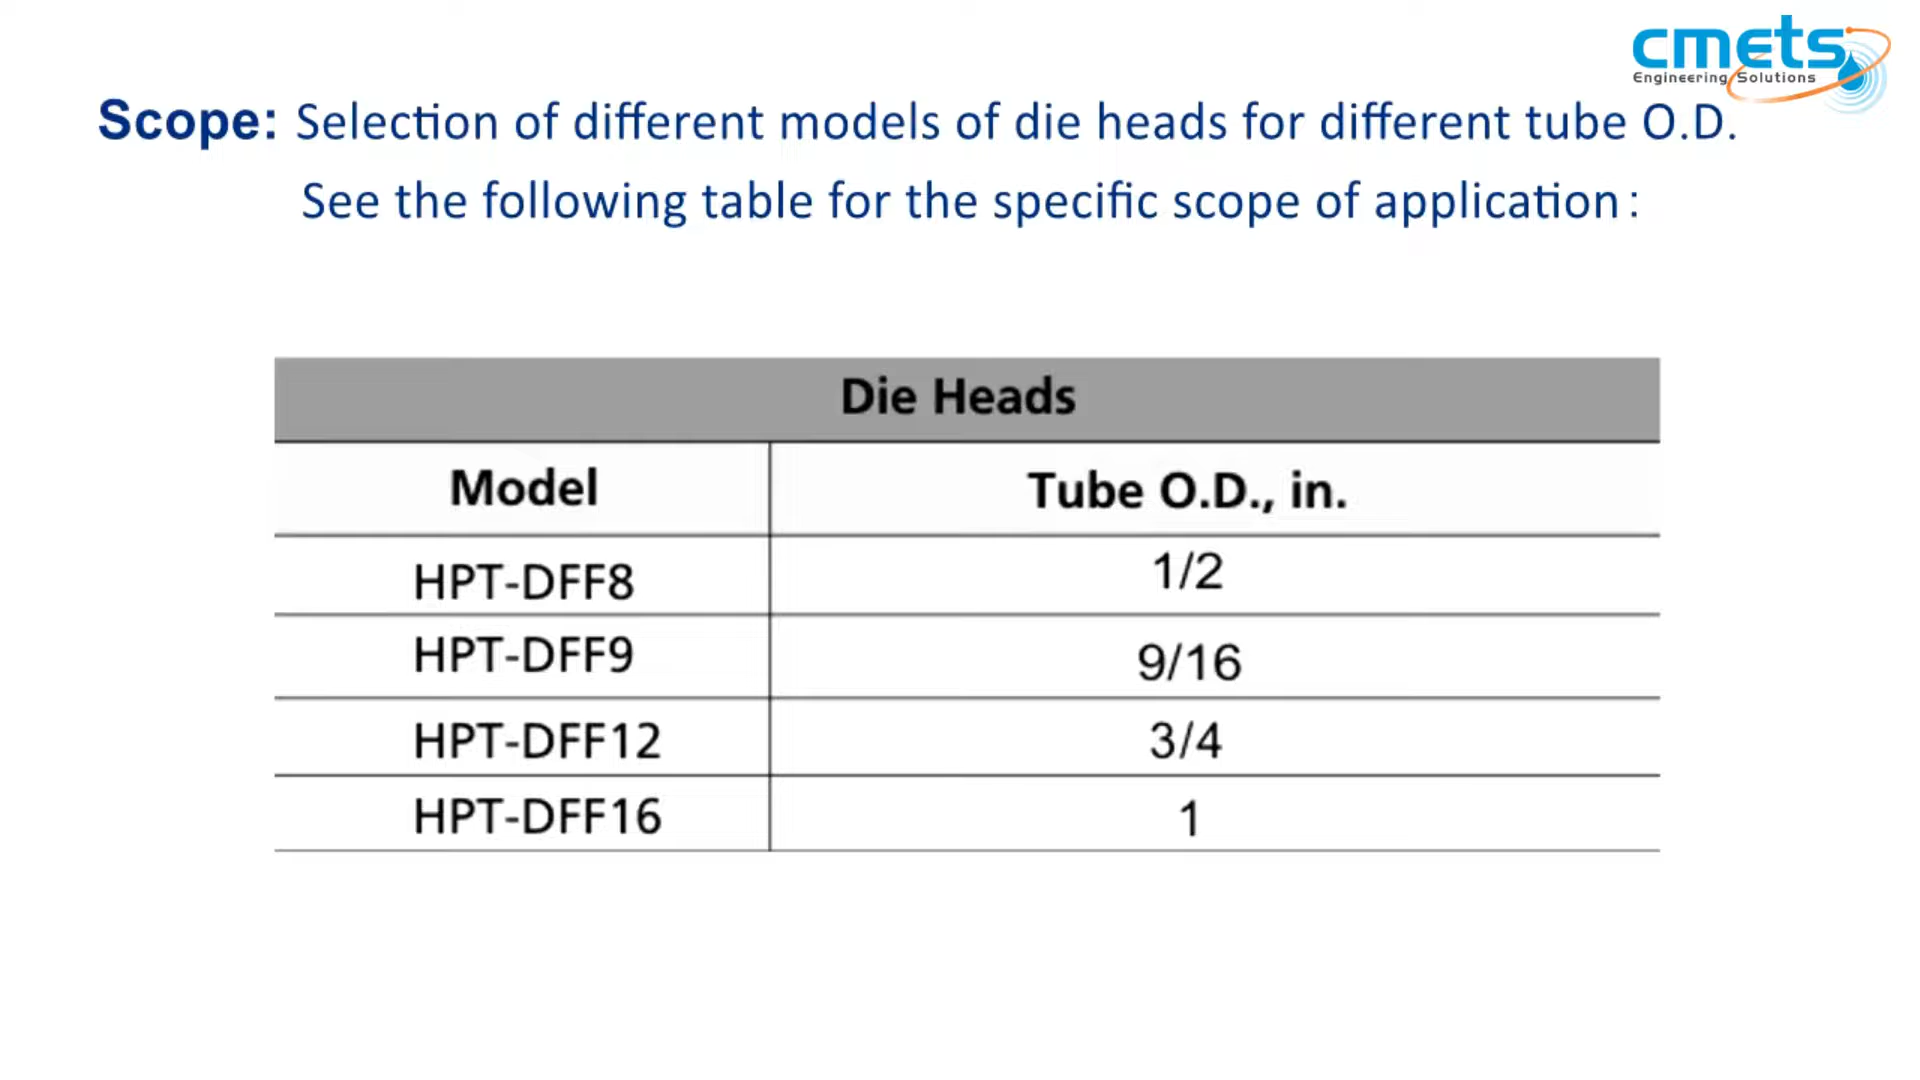 cmets
Engineering Solutions
Scope: Selection of different models of die heads for different tube O.D.
See the following table for the specific scope of application:
Die Heads
Model Tube O.D., in.
HPT-DFF8 1/2
HPT-DFF9 9/16
HPT-DFF12 3/4
HPT-DFF16 1